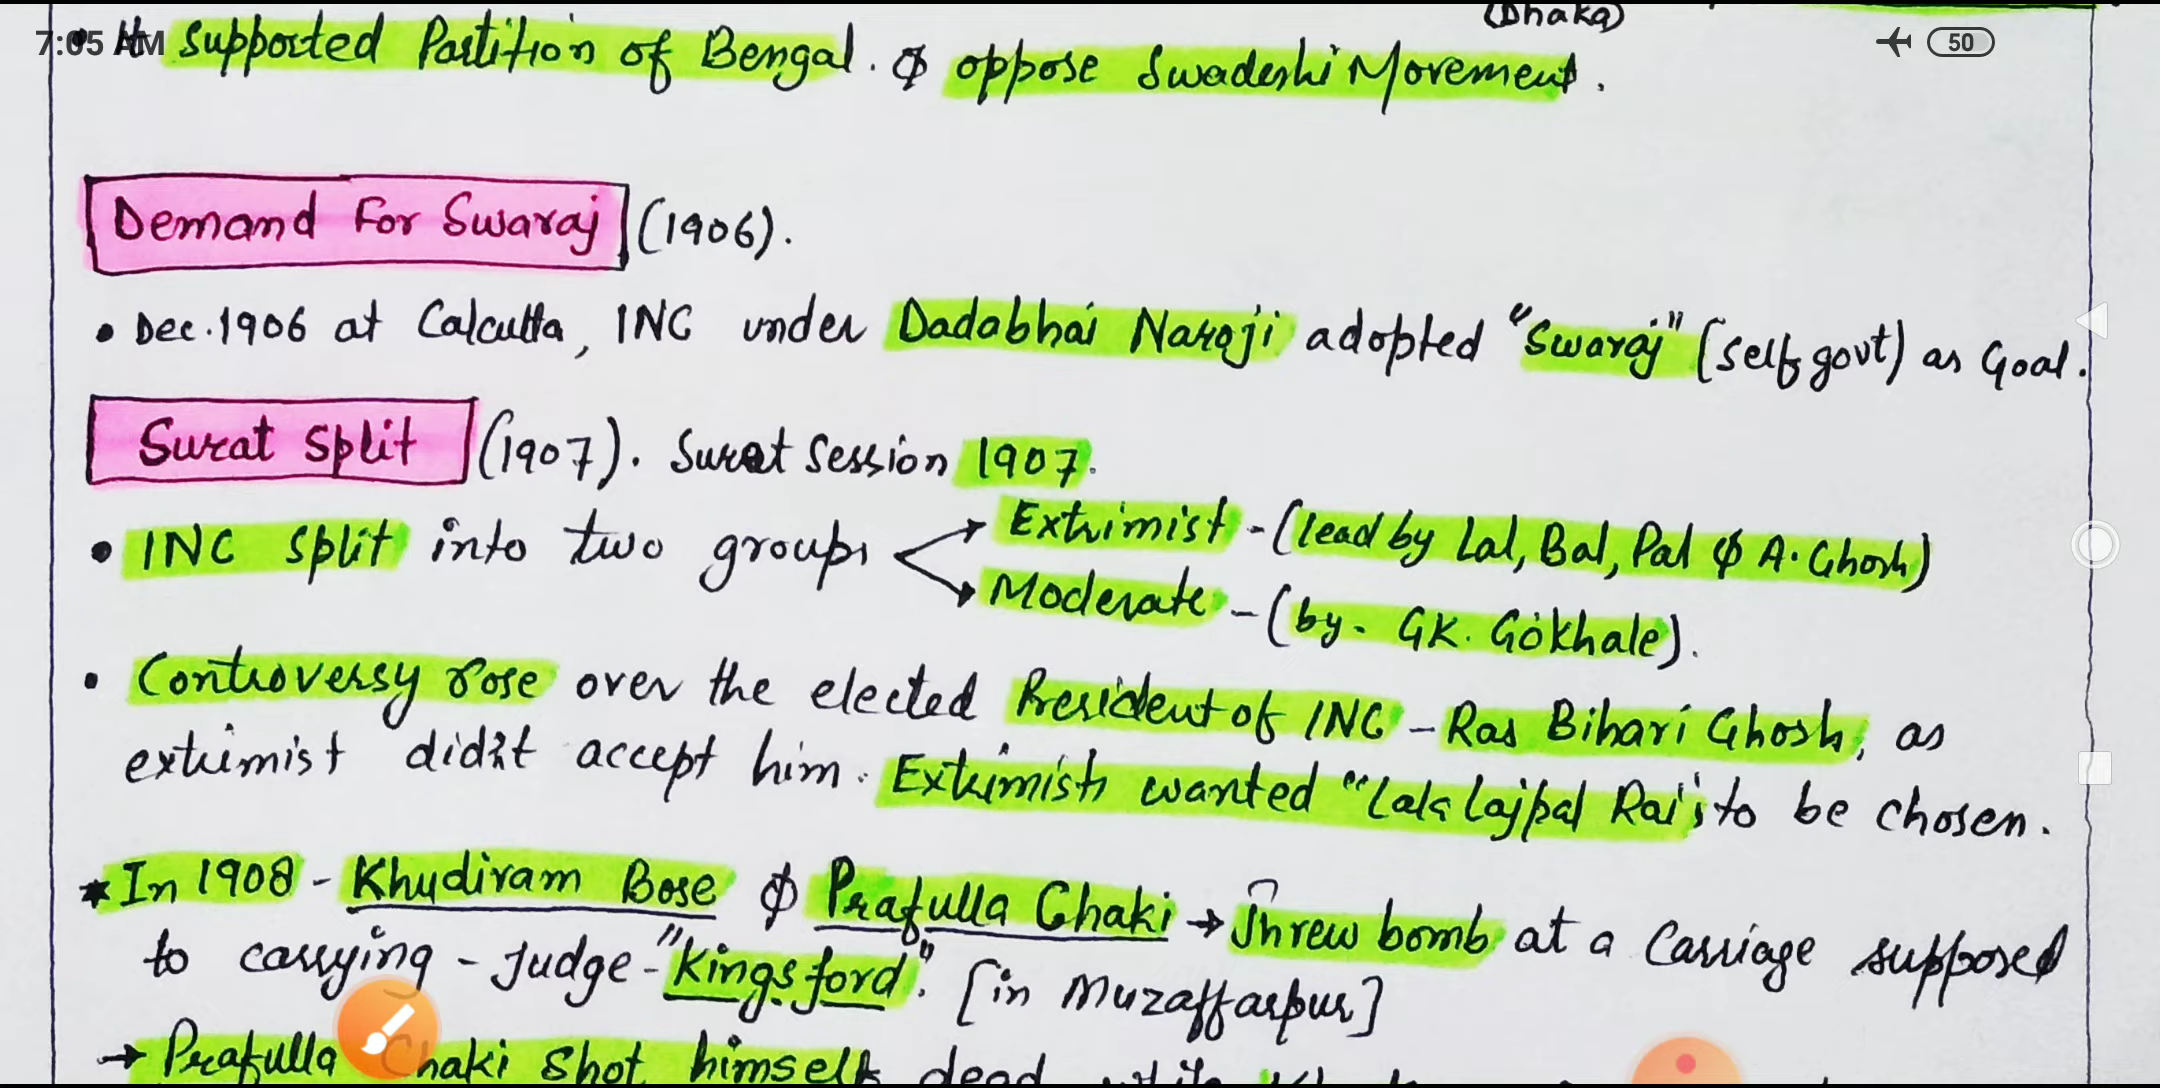 (Dhaka)
7:05 AM
50
• It supported Partition of Bengal. & oppose Swadeshi Movement.
Demand For Swaraj (1906).
• Dec. 1906 at Calcutta, INC under Dadabhai Naroji adopted "Swaraj" (self govt) as Goal.
Surat Split (1907). Surat Session 1907.
• INC split into two groups
Extrimist - (lead by Lal, Bal, Pal & A. Ghosh)
Moderate - (by. GK. Gokhale).
• Controversy rose over the elected President of INC - Ras Bihari Ghosh, as
extrimist didn't accept him. Extrimist wanted "Lala Lajpal Rai" to be chosen.
* In 1908 - Khudiram Bose & Prafulla Chaki → Threw bomb at a Carriage supposed
to carrying - Judge - "Kingsford". [in Muzaffarpur]
→ Prafulla Chaki shot himself dead while